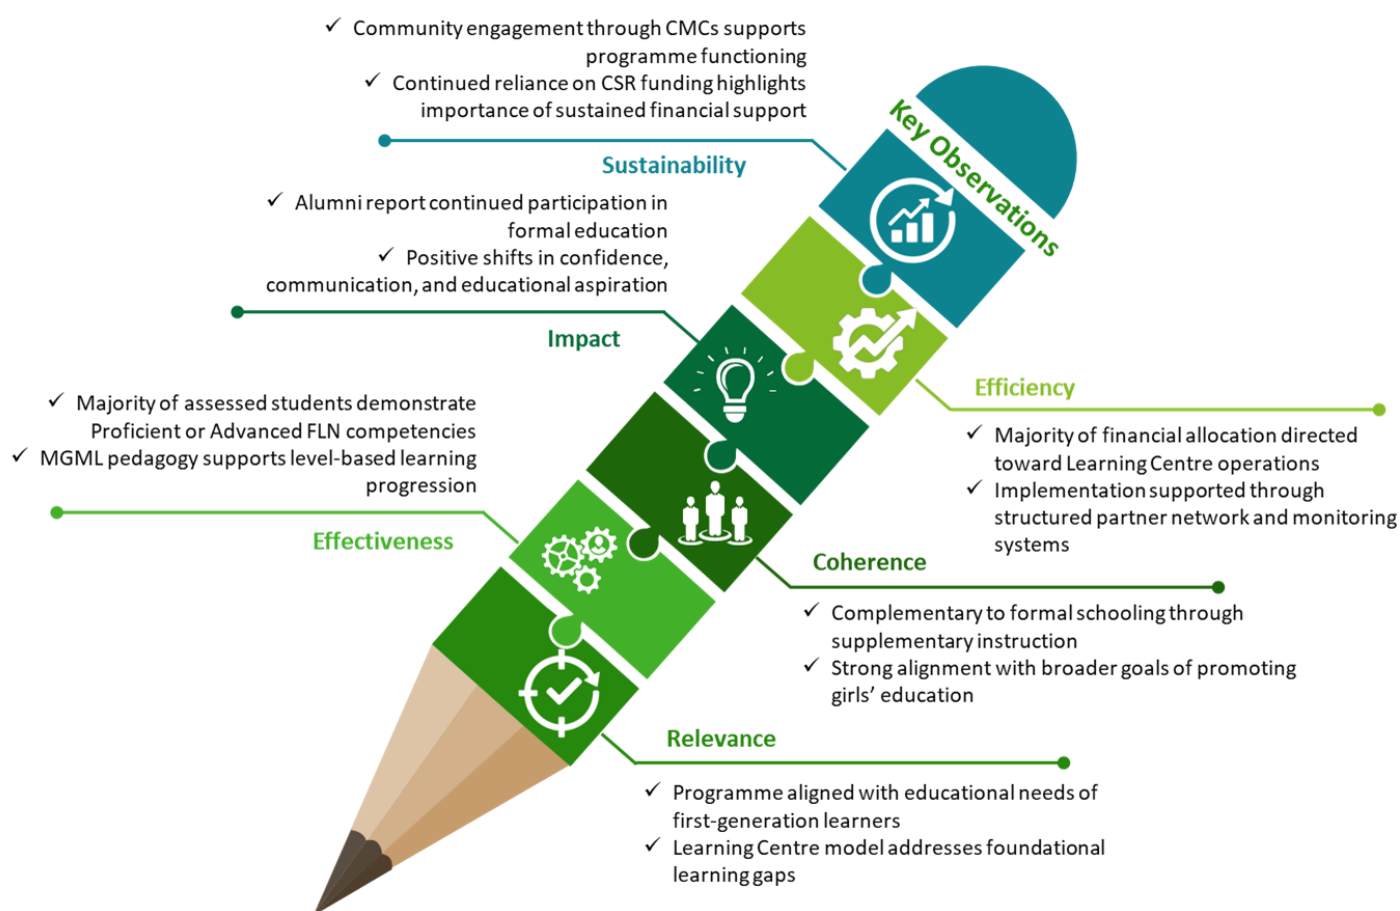 Key Observations
✓ Community engagement through CMCs supports
programme functioning
✓ Continued reliance on CSR funding highlights
importance of sustained financial support
Sustainability
✓ Alumni report continued participation in
formal education
✓ Positive shifts in confidence,
communication, and educational aspiration
Impact
✓ Majority of assessed students demonstrate
Proficient or Advanced FLN competencies
✓ MGML pedagogy supports level-based learning
progression
Effectiveness
Efficiency
✓ Majority of financial allocation directed
toward Learning Centre operations
✓ Implementation supported through
structured partner network and monitoring
systems
Coherence
✓ Complementary to formal schooling through
supplementary instruction
✓ Strong alignment with broader goals of promoting
girls’ education
Relevance
✓ Programme aligned with educational needs of
first-generation learners
✓ Learning Centre model addresses foundational
learning gaps